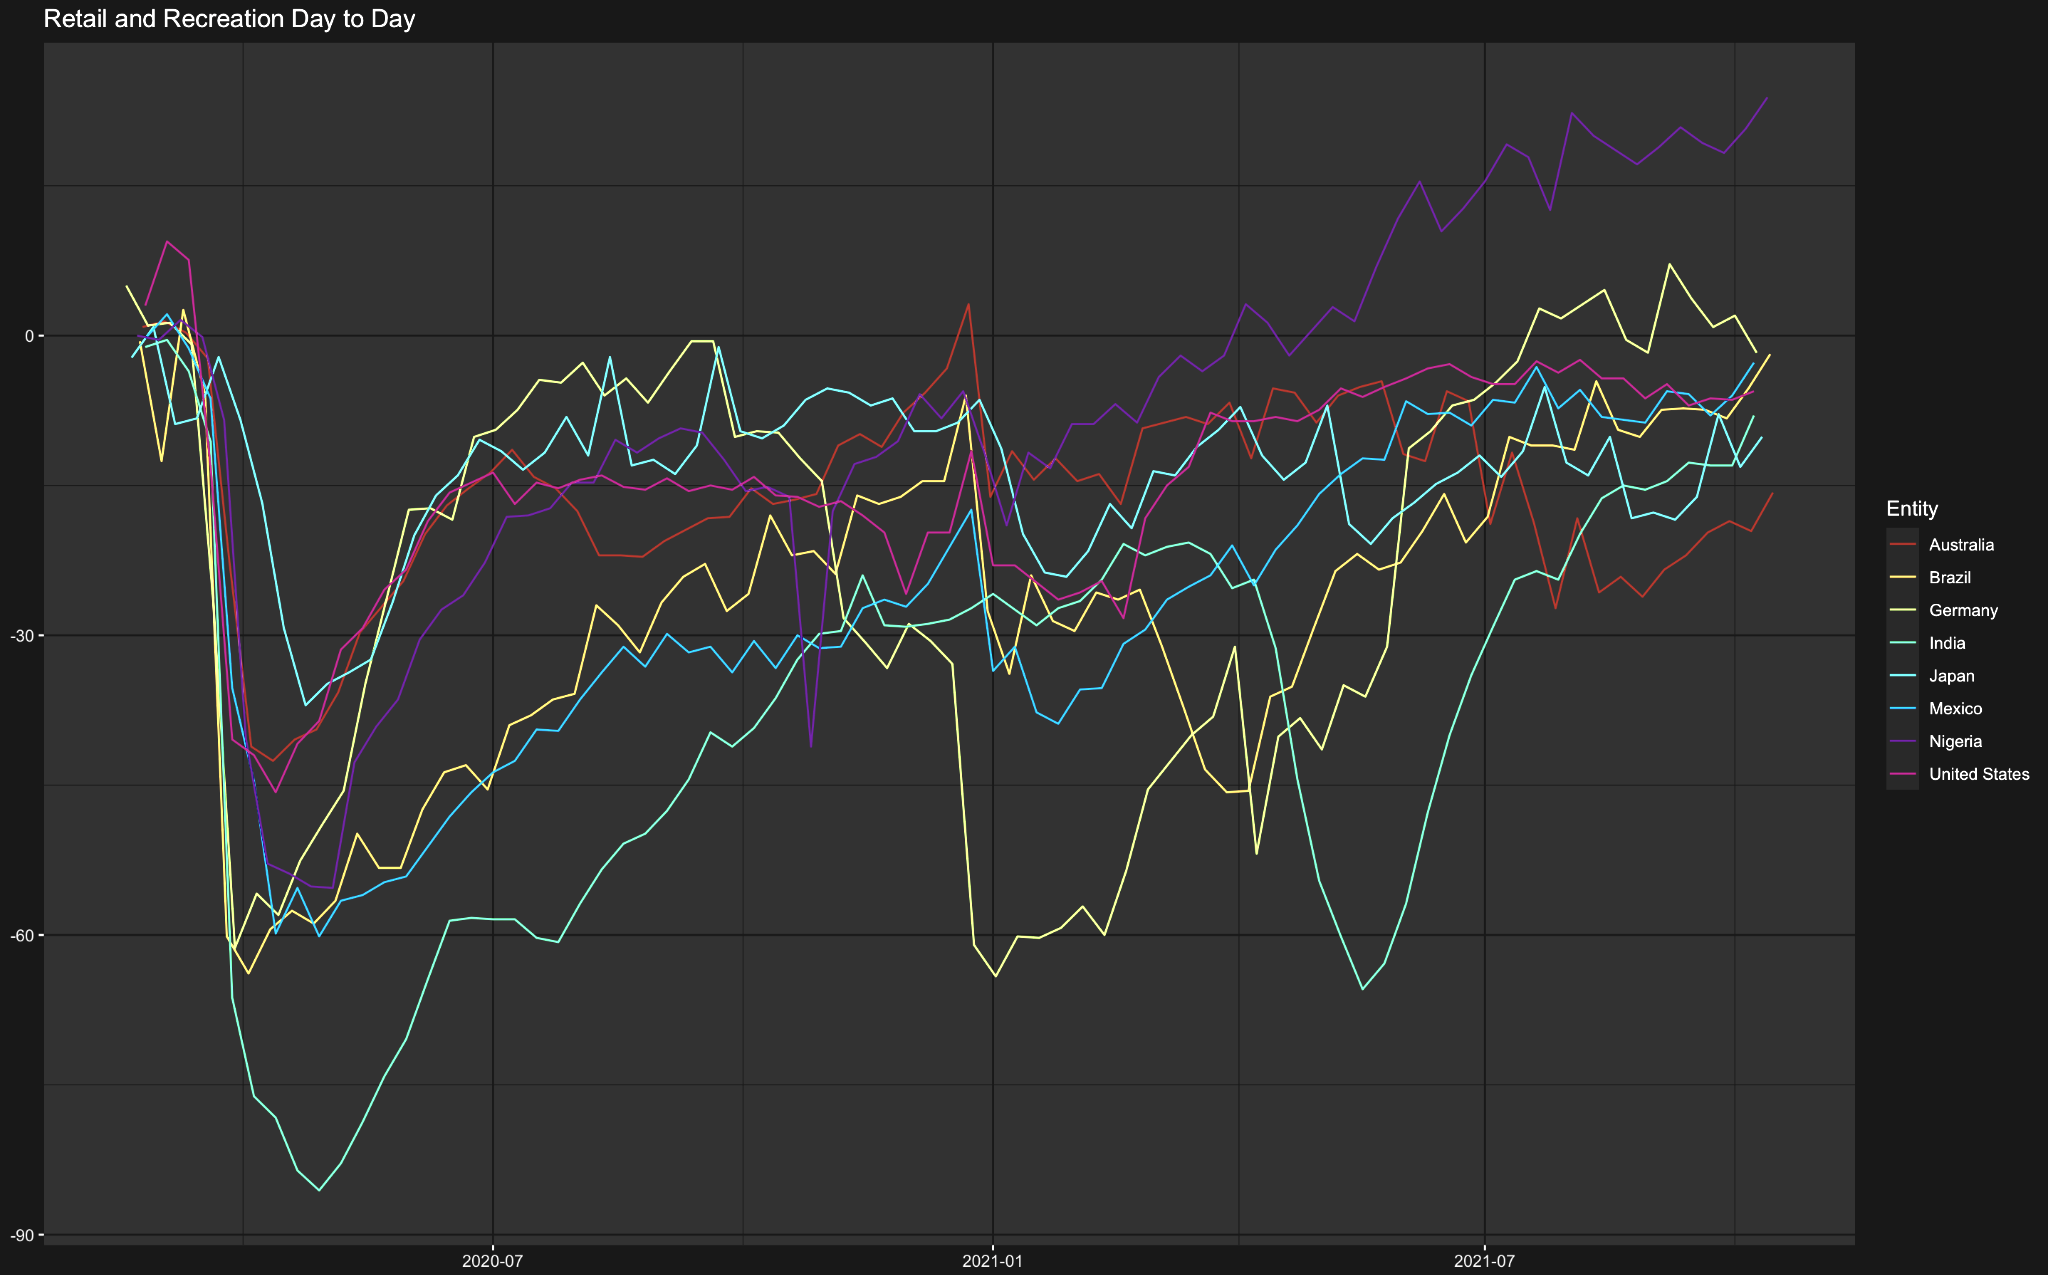 Retail and Recreation Day to Day
0
-30
-60
-90
2020-07
2021-01
2021-07
Entity
Australia
Brazil
Germany
India
Japan
Mexico
Nigeria
United States